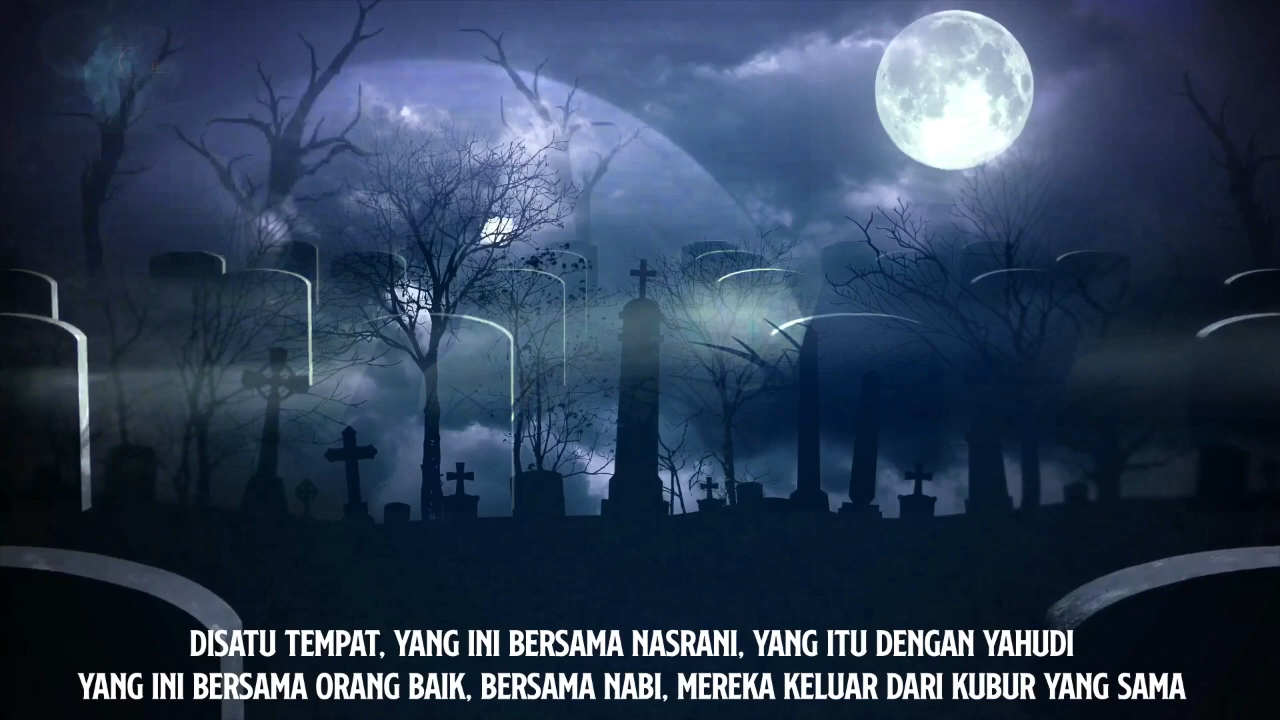 DISATU TEMPAT, YANG INI BERSAMA NASRANI, YANG ITU DENGAN YAHUDI
YANG INI BERSAMA ORANG BAIK, BERSAMA NABI, MEREKA KELUAR DARI KUBUR YANG SAMA